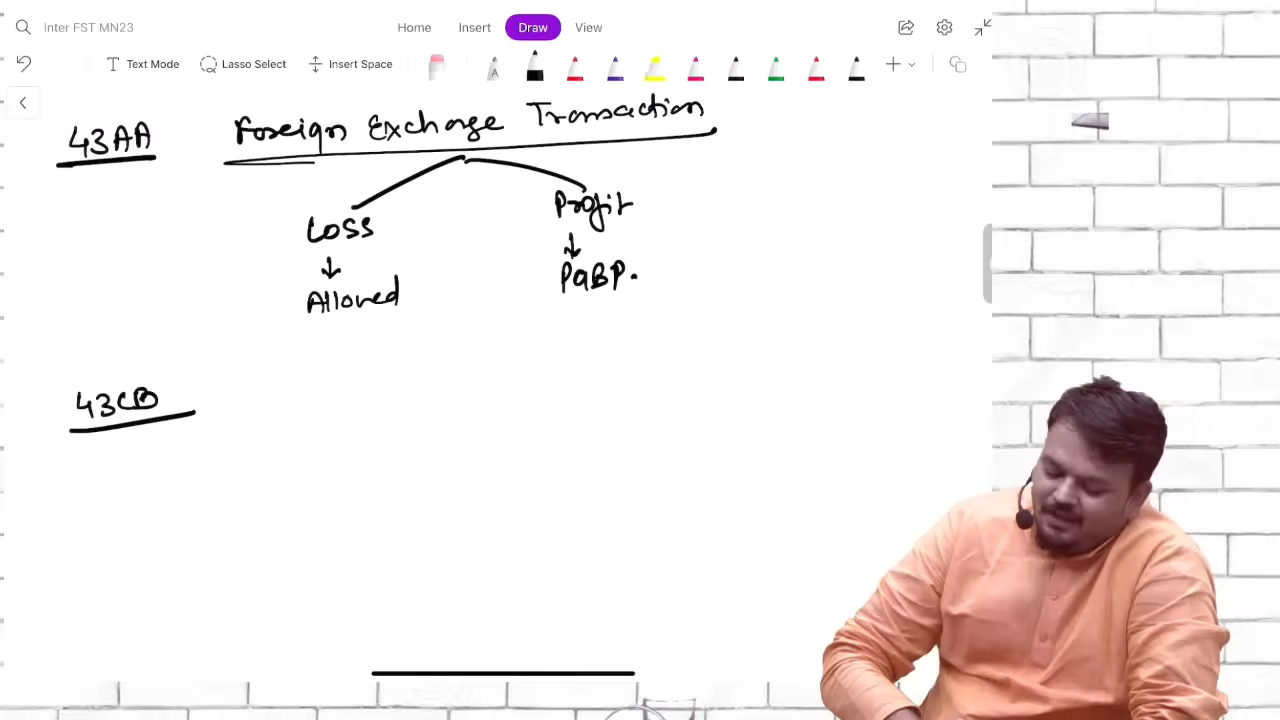 Inter FST MN23
Home Insert Draw View
Text Mode Lasso Select Insert Space
A
43AA Foreign Exchange Transaction
Loss Profit
Allowed PGBP.
43CB